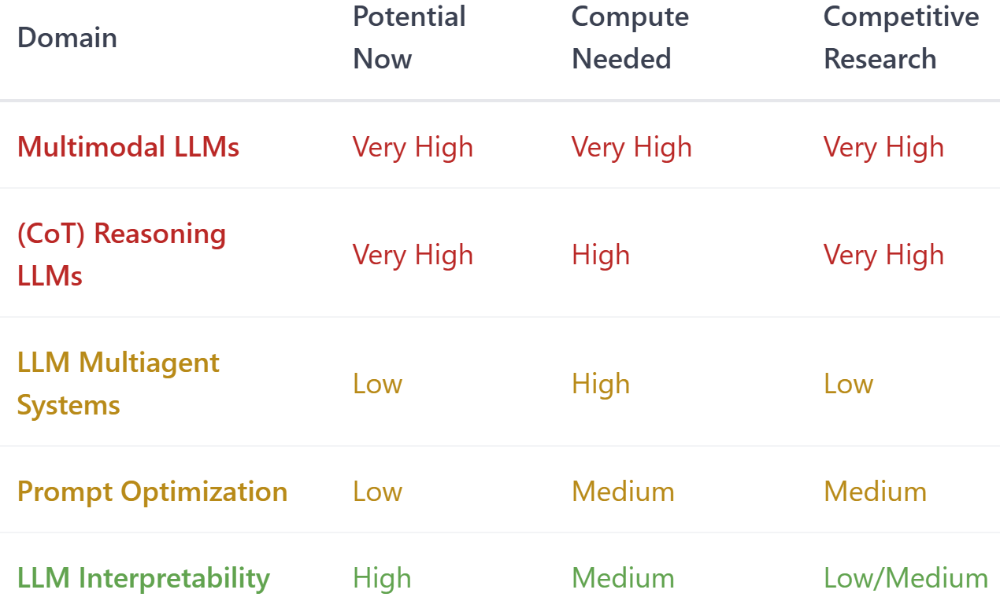 Domain Potential Now Compute Needed Competitive Research
Multimodal LLMs Very High Very High Very High
(CoT) Reasoning LLMs Very High High Very High
LLM Multiagent Systems Low High Low
Prompt Optimization Low Medium Medium
LLM Interpretability High Medium Low/Medium